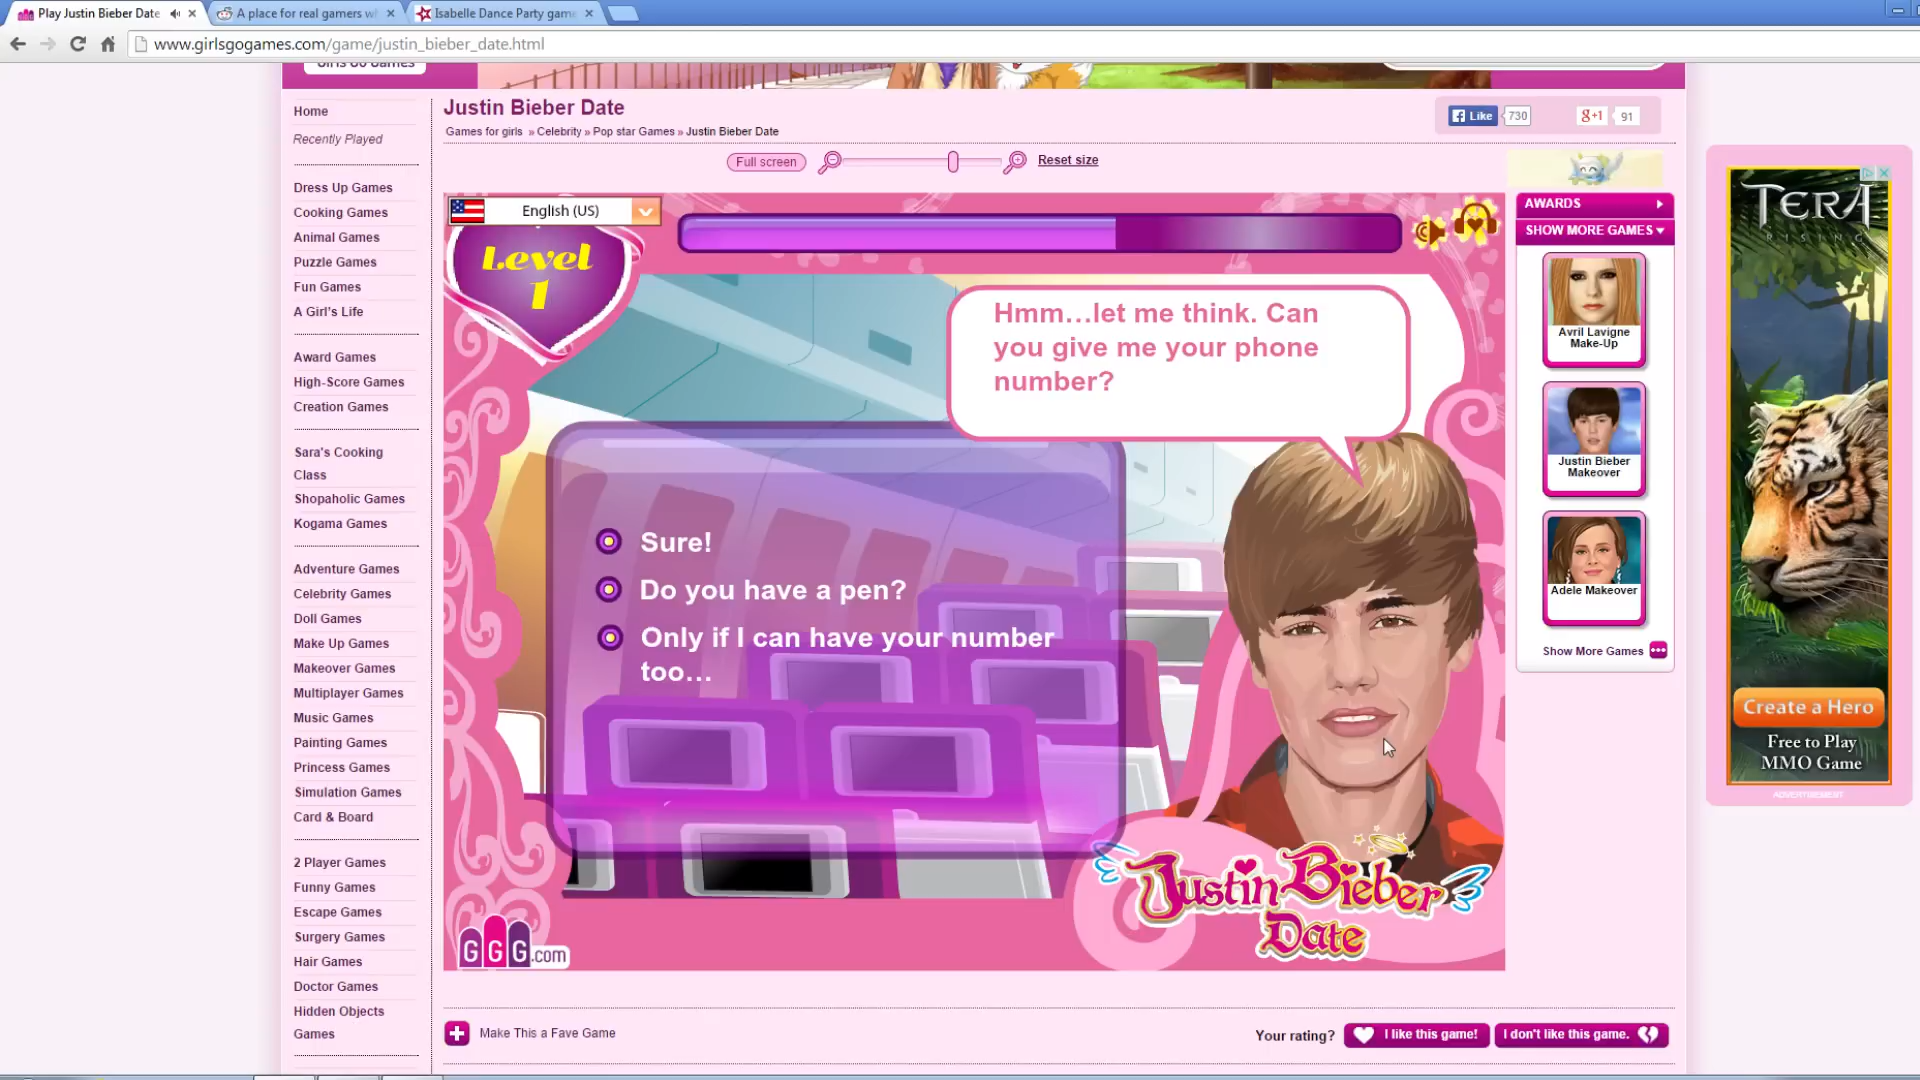 Play Justin Bieber Date
A place for real gamers w
Isabelle Dance Party gam
www.girlsgogames.com/game/justin_bieber_date.html
Girls Go Games
Home
Recently Played
Dress Up Games
Cooking Games
Animal Games
Puzzle Games
Fun Games
A Girl's Life
Award Games
High-Score Games
Creation Games
Sara's Cooking
Class
Shopaholic Games
Kogama Games
Adventure Games
Celebrity Games
Doll Games
Make Up Games
Makeover Games
Multiplayer Games
Music Games
Painting Games
Princess Games
Simulation Games
Card & Board
2 Player Games
Funny Games
Escape Games
Surgery Games
Hair Games
Doctor Games
Hidden Objects
Games
Justin Bieber Date
Games for girls » Celebrity » Pop star Games » Justin Bieber Date
Like 730
g+1 91
Full screen
Reset size
English (US)
Level
1
Hmm...let me think. Can
you give me your phone
number?
Sure!
Do you have a pen?
Only if I can have your number
too...
Justin Bieber
Date
GGG.com
Make This a Fave Game
Your rating?
I like this game!
I don't like this game.
AWARDS
SHOW MORE GAMES
Avril Lavigne
Make-Up
Justin Bieber
Makeover
Adele Makeover
Show More Games
TERA
RISING
Create a Hero
Free to Play
MMO Game
ADVERTISEMENT